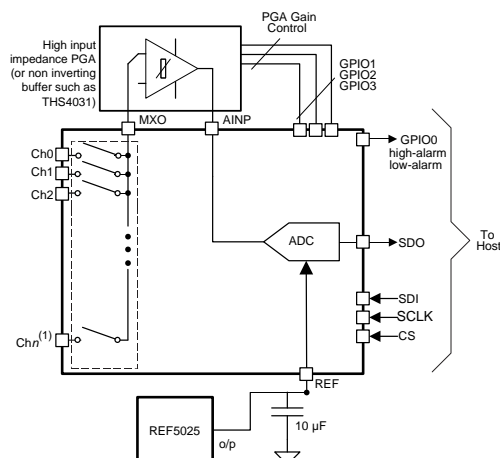 High input
impedance PGA
(or non inverting
buffer such as
THS4031)
PGA Gain
Control
GPIO1
GPIO2
GPIO3
MXO
AINP
Ch0
Ch1
Ch2
Chn(1)
GPIO0
high-alarm
low-alarm
ADC
SDO
To
Host
SDI
SCLK
CS
REF
REF5025
o/p
10 µF